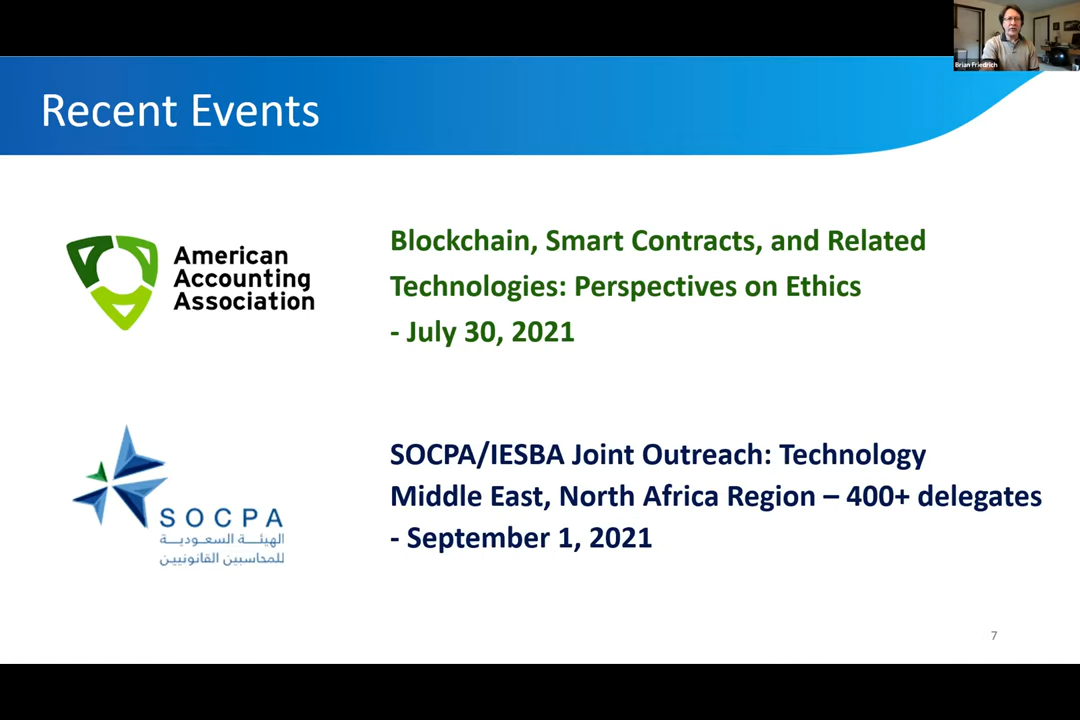 Brian Friedrich
Recent Events
American
Accounting
Association
Blockchain, Smart Contracts, and Related
Technologies: Perspectives on Ethics
- July 30, 2021
SOCPA
الهيئة السعودية
للمحاسبين القانونيين
SOCPA/IESBA Joint Outreach: Technology
Middle East, North Africa Region – 400+ delegates
- September 1, 2021
7